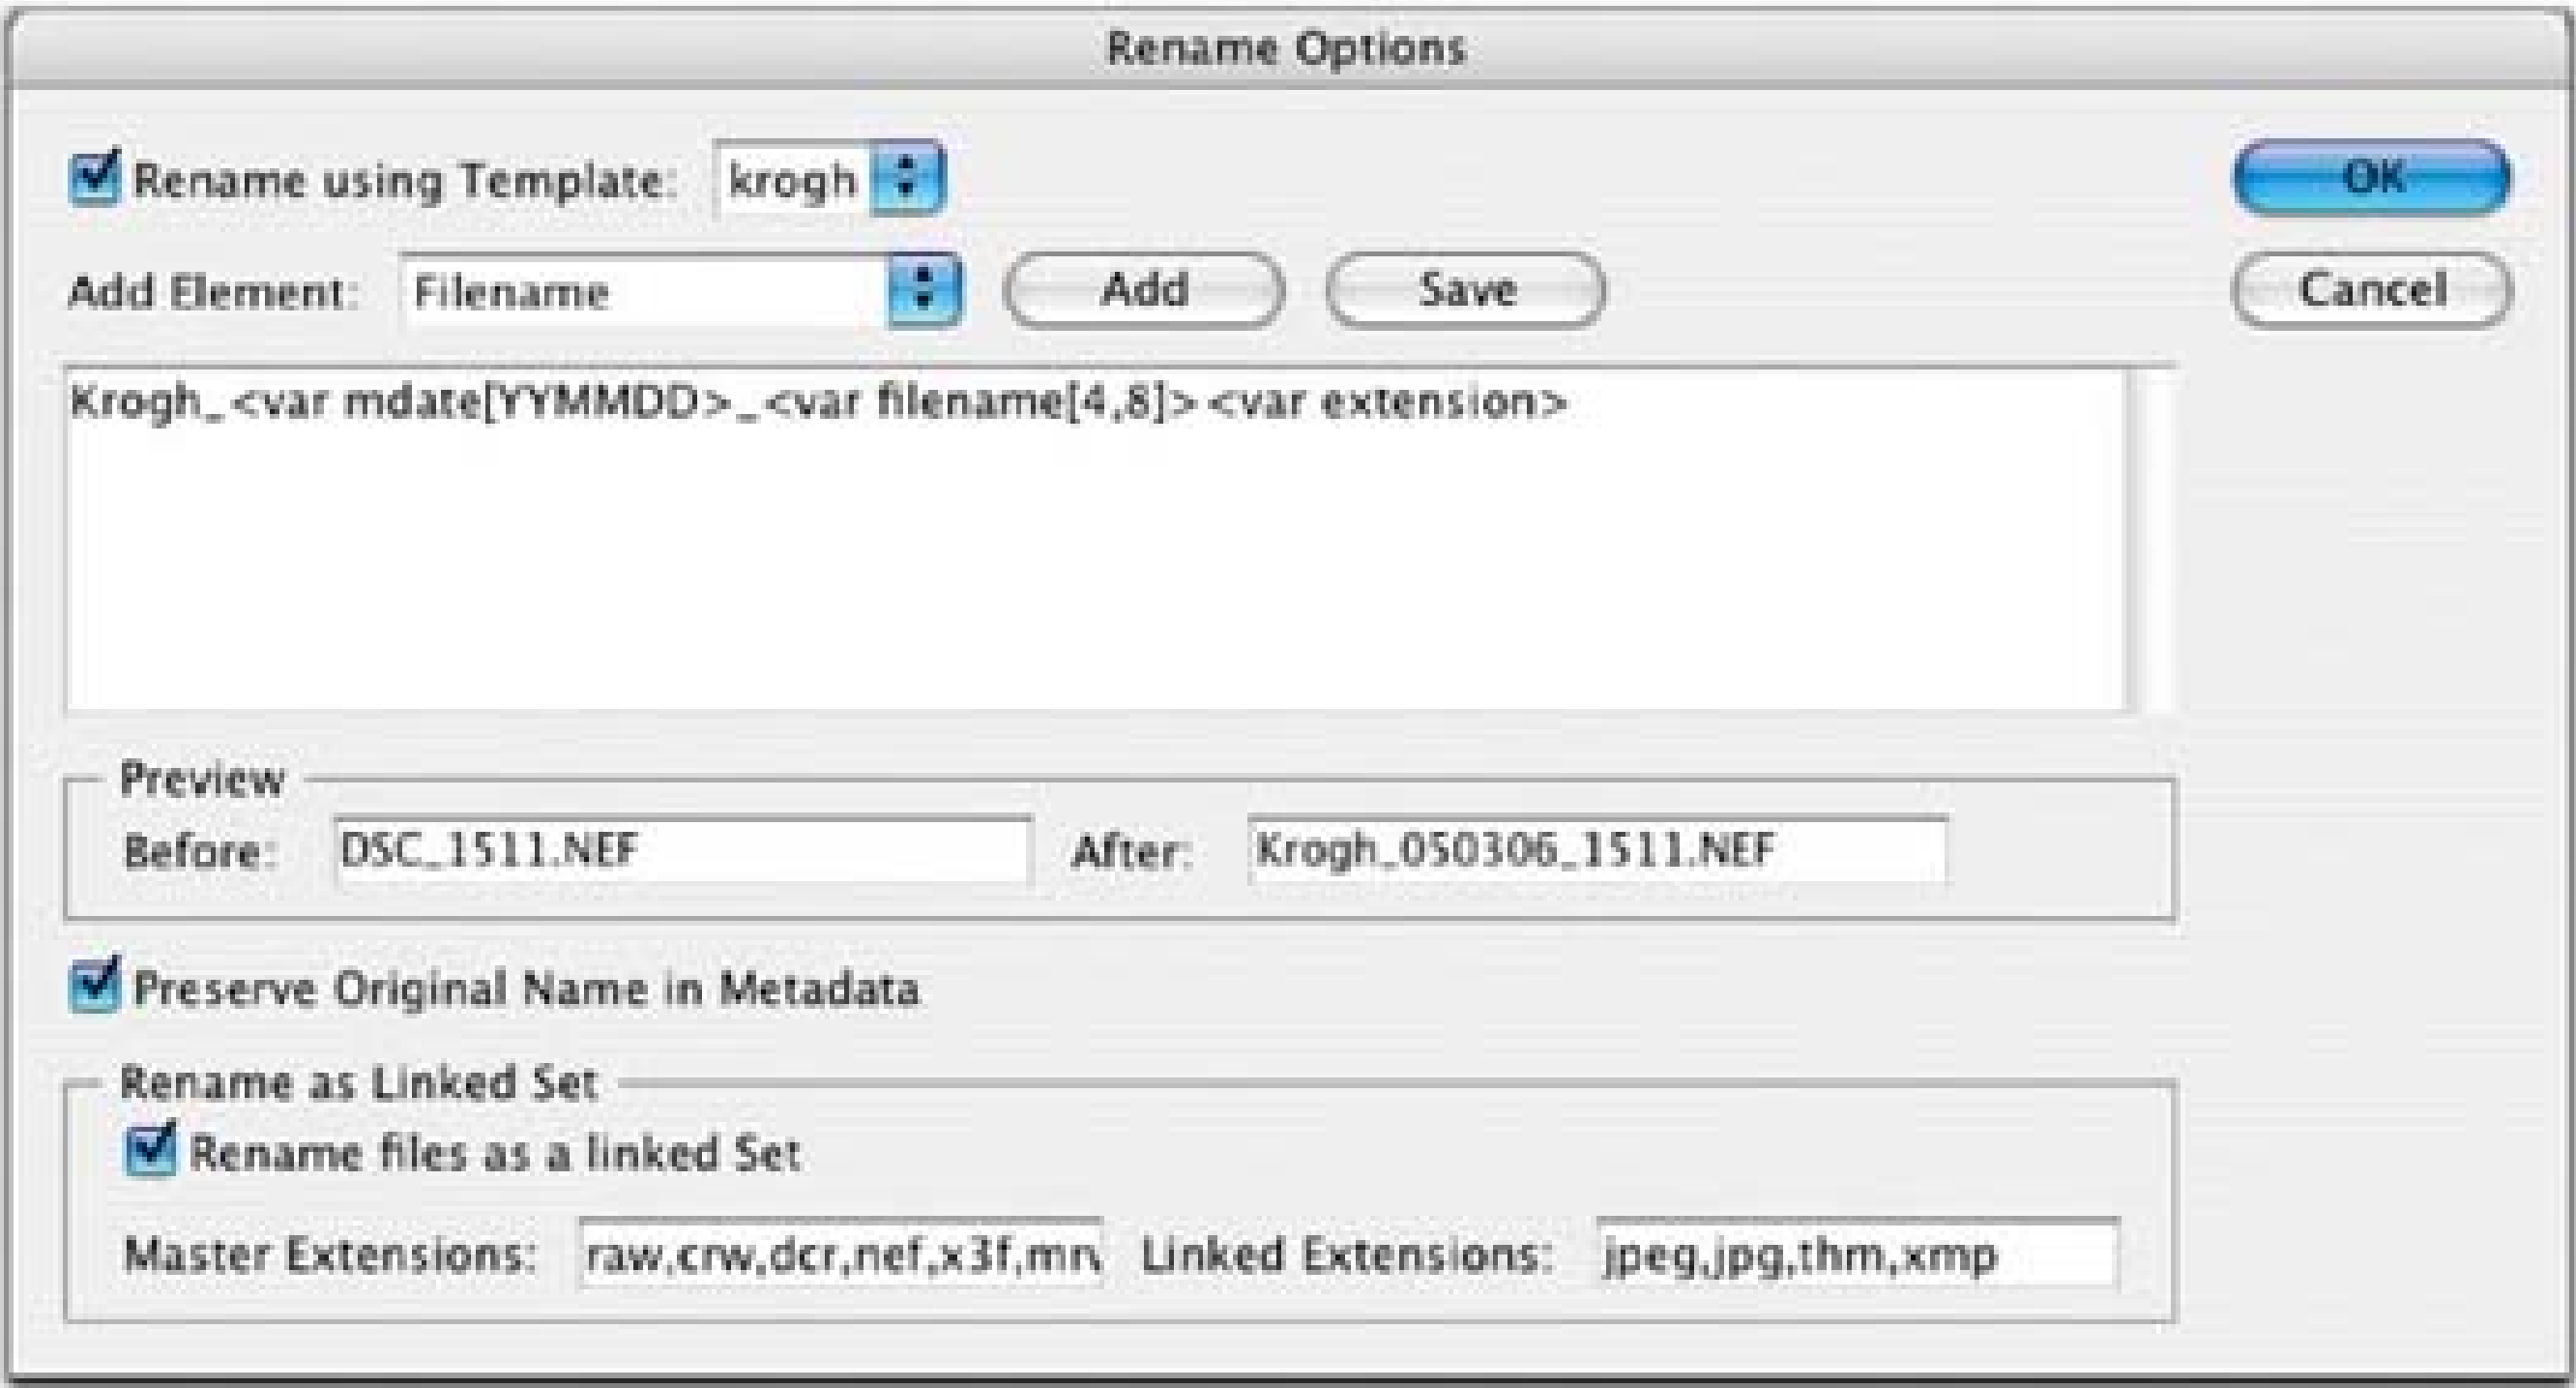 Rename Options
Rename using Template: krogh OK
Add Element: Filename Add Save Cancel
Krogh_<var mdate[YYMMDD>_<var filename[4,8]><var extension>
Preview
Before: DSC_1511.NEF After: Krogh_050306_1511.NEF
Preserve Original Name in Metadata
Rename as Linked Set
Rename files as a linked Set
Master Extensions: raw,crw,dcr,nef,x3f,mrv Linked Extensions: jpeg,jpg,thm,xmp